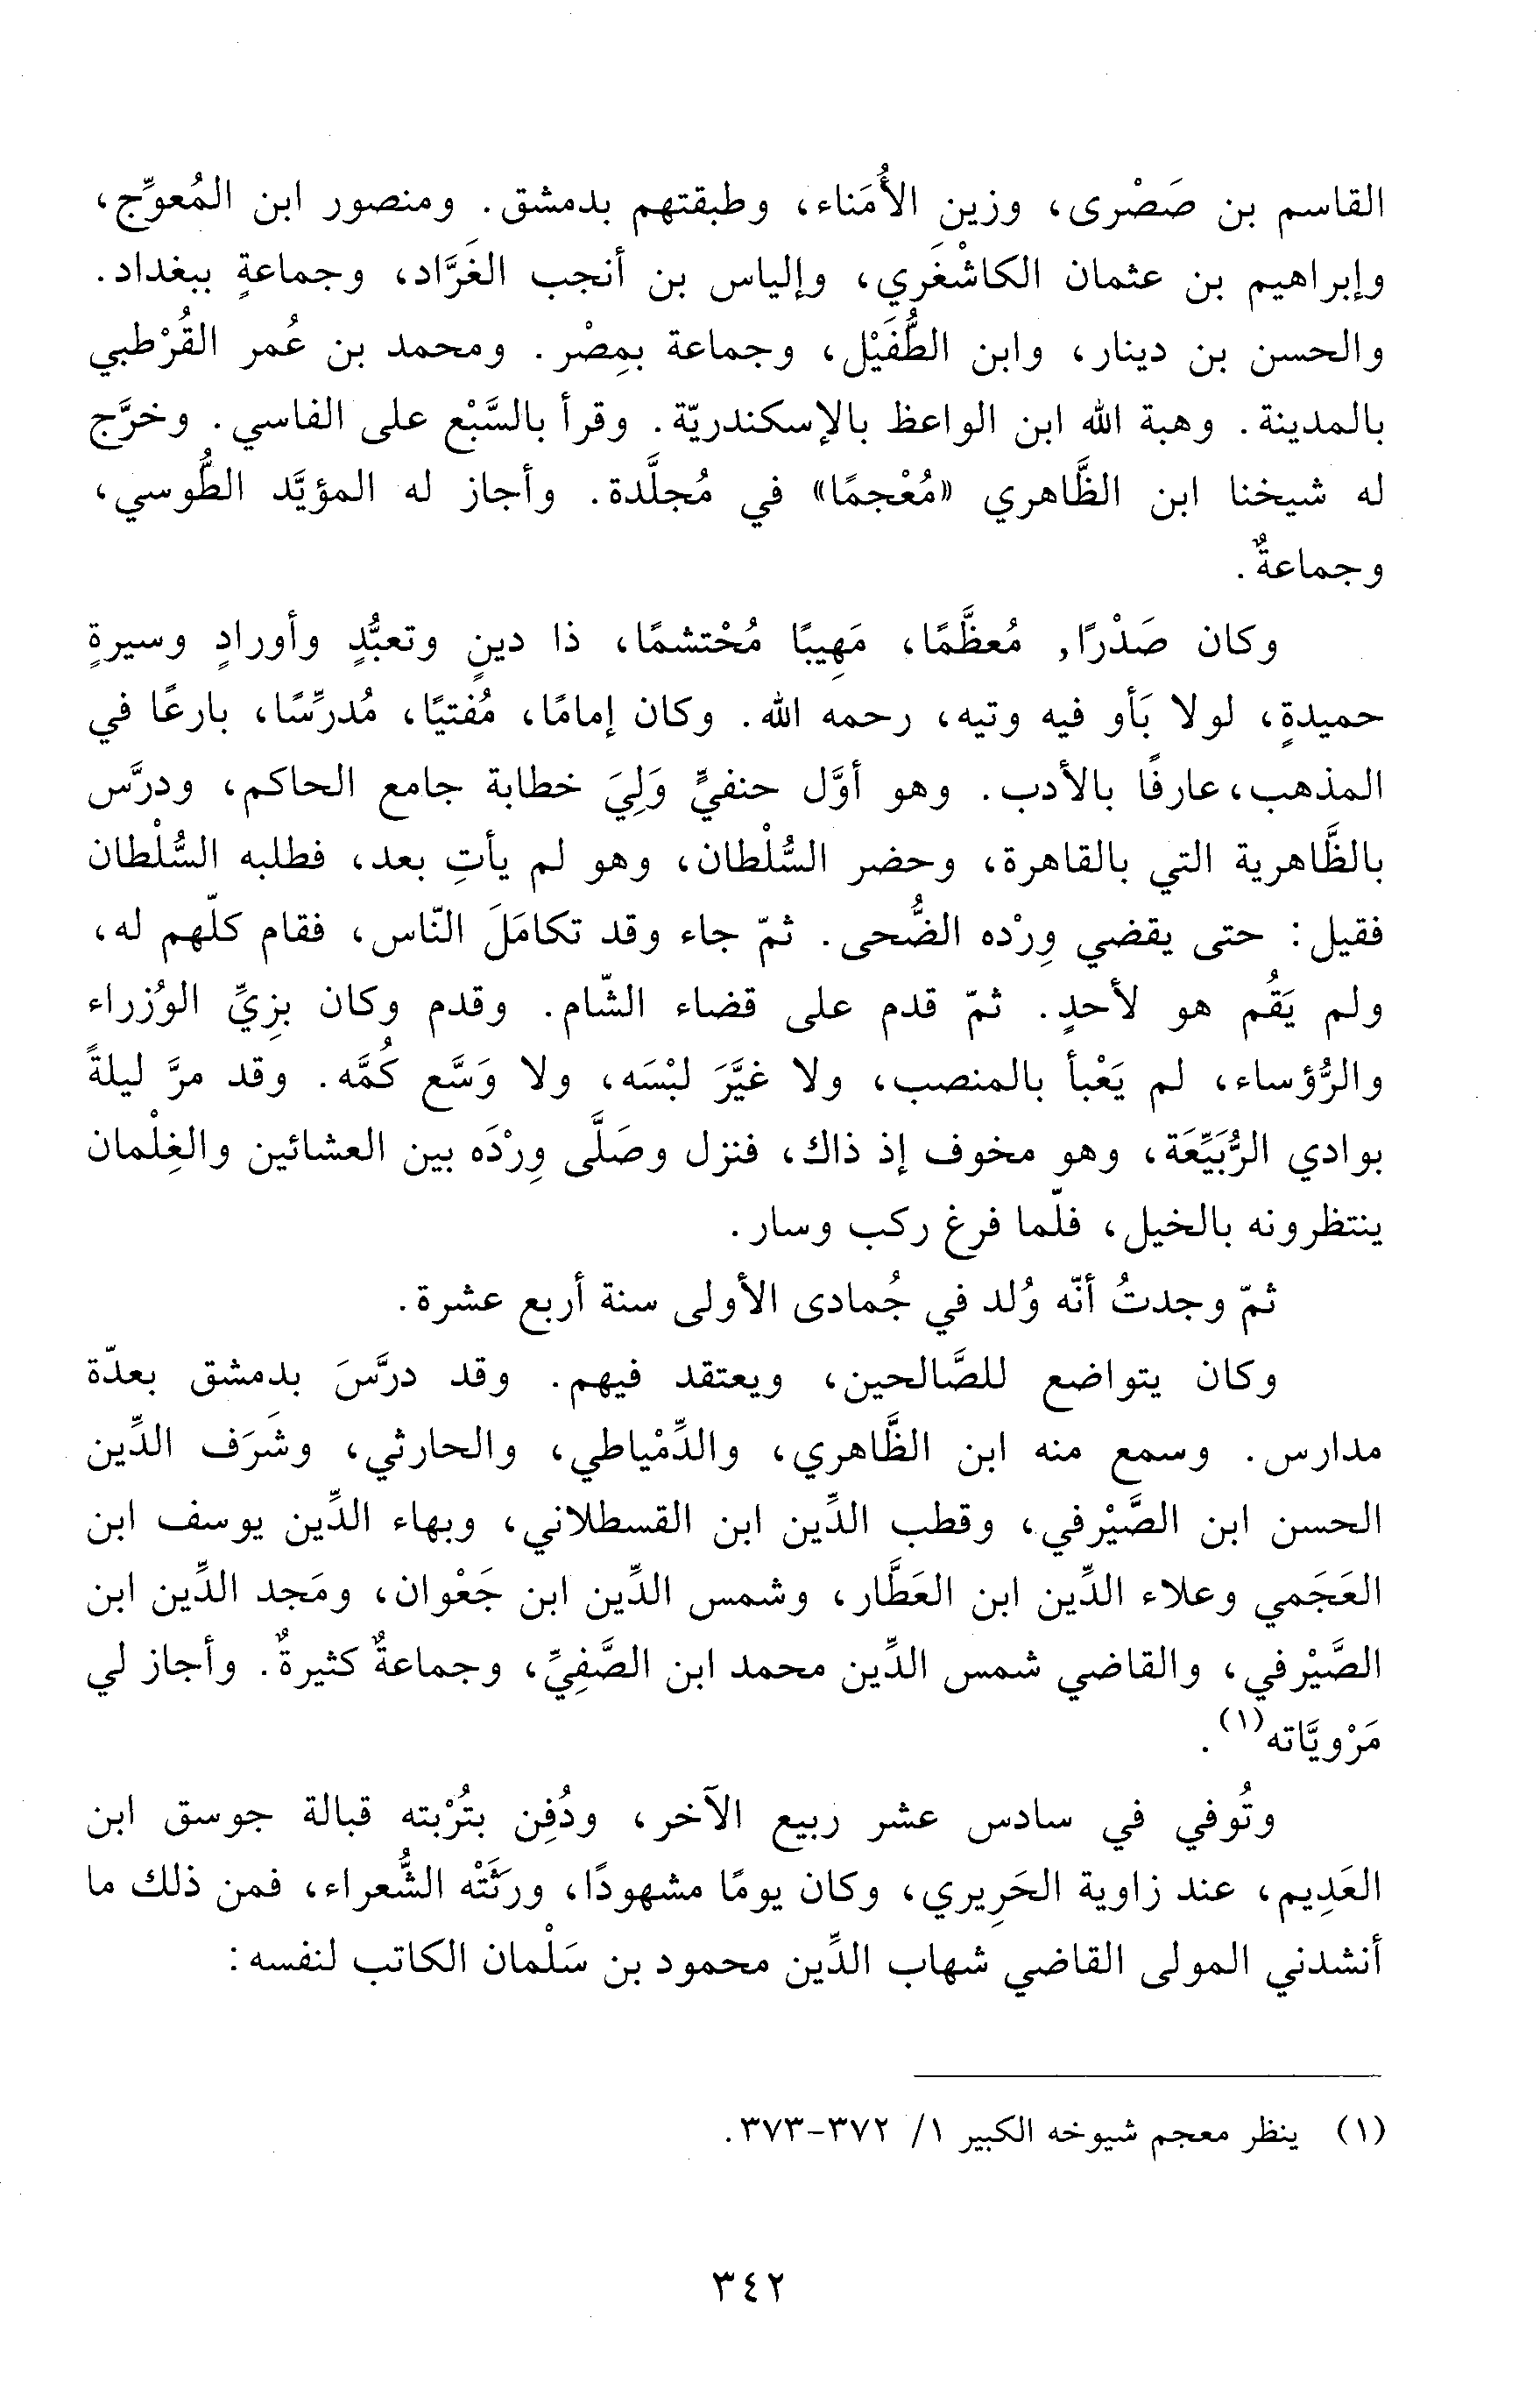 القاسم بن صَصْرى، وزين الأُمَناء، وطبقتهم بدمشق. ومنصور ابن المُعوِّج،
وإبراهيم بن عثمان الكاشْغَرِي، وإلياس بن أنجب الغَرَّاد، وجماعةٍ ببغداد.
والحسن بن دينار، وابن الطُّفَيْل، وجماعة بمِصْر. ومحمد بن عُمر القُرْطبي
بالمدينة. وهبة الله ابن الواعظ بالإسكندريّة. وقرأ بالسَّبْع على الفاسي. وخرَّج
له شيخنا ابن الظَّاهري «مُعْجمًا» في مُجلَّدة. وأجاز له المؤيَّد الطُّوسي،
وجماعةٌ.
وكان صَدْرًا, مُعظَّمًا، مَهِيبًا مُحْتشمًا، ذا دينٍ وتعبُّدٍ وأورادٍ وسيرةٍ
حميدةٍ، لولا بَأو فيه وتيه، رحمه الله. وكان إمامًا، مُفتيًا، مُدرِّسًا، بارعًا في
المذهب، عارفًا بالأدب. وهو أوَّل حنفيٍّ وَلِيَ خطابة جامع الحاكم، ودرَّس
بالظَّاهرية التي بالقاهرة، وحضر السُّلْطان، وهو لم يأتِ بعد، فطلبه السُّلْطان
فقيل: حتى يقضي وِرْده الضُّحى. ثمّ جاء وقد تكامَلَ النّاس، فقام كلّهم له،
ولم يَقُم هو لأحدٍ. ثمّ قدم على قضاء الشّام. وقدم وكان بزِيِّ الوُزراء
والرُّؤساء، لم يَعْبأ بالمنصب، ولا غيَّرَ لبْسَه، ولا وَسَّع كُمَّه. وقد مرَّ ليلةً
بوادي الرُّبَيِّعَة، وهو مخوف إذ ذاك، فنزل وصَلَّى وِرْدَه بين العشائين والغِلْمان
ينتظرونه بالخيل، فلّما فرغ ركب وسار.
ثمّ وجدتُ أنّه وُلد في جُمادى الأولى سنة أربع عشرة.
وكان يتواضع للصَّالحين، ويعتقد فيهم. وقد درَّسَ بدمشق بعدّة
مدارس. وسمع منه ابن الظَّاهري، والدِّمْياطي، والحارثي، وشَرَف الدِّين
الحسن ابن الصَّيْرفي، وقطب الدِّين ابن القسطلاني، وبهاء الدِّين يوسف ابن
العَجَمي وعلاء الدِّين ابن العَطَّار، وشمس الدِّين ابن جَعْوان، ومَجد الدِّين ابن
الصَّيْرفي، والقاضي شمس الدِّين محمد ابن الصَّفِيِّ، وجماعةٌ كثيرةٌ. وأجاز لي
مَرْويَّاته(١).
وتُوفي في سادس عشر ربيع الآخر، ودُفِن بتُرْبته قبالة جوسق ابن
العَدِيم، عند زاوية الحَرِيري، وكان يومًا مشهودًا، ورثَتْه الشُّعراء، فمن ذلك ما
أنشدني المولى القاضي شهاب الدِّين محمود بن سَلْمان الكاتب لنفسه:
(١) ينظر معجم شيوخه الكبير ١/ ٣٧٢-٣٧٣.
٣٤٢